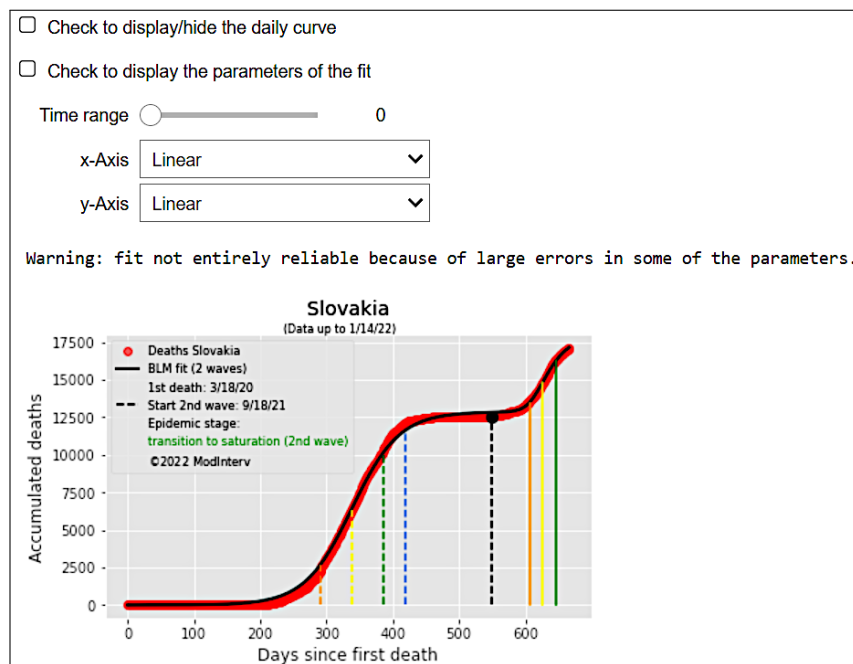 Check to display/hide the daily curve
Check to display the parameters of the fit
Time range 0
x-Axis Linear
y-Axis Linear
Warning: fit not entirely reliable because of large errors in some of the parameters.
Slovakia
(Data up to 1/14/22)
Deaths Slovakia
BLM fit (2 waves)
1st death: 3/18/20
Start 2nd wave: 9/18/21
Epidemic stage:
transition to saturation (2nd wave)
©2022 ModInterv
Accumulated deaths
17500
15000
12500
10000
7500
5000
2500
0
0 100 200 300 400 500 600
Days since first death